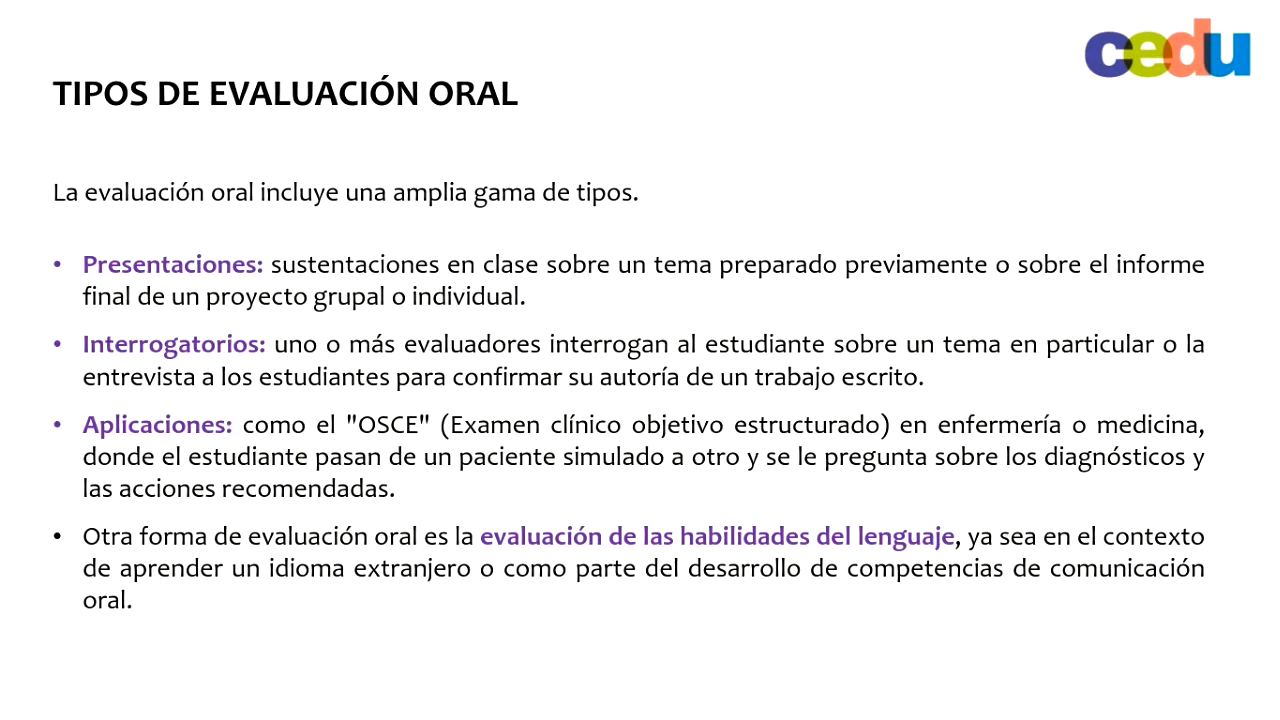 cedu
TIPOS DE EVALUACIÓN ORAL
La evaluación oral incluye una amplia gama de tipos.
• Presentaciones: sustentaciones en clase sobre un tema preparado previamente o sobre el informe
final de un proyecto grupal o individual.
• Interrogatorios: uno o más evaluadores interrogan al estudiante sobre un tema en particular o la
entrevista a los estudiantes para confirmar su autoría de un trabajo escrito.
• Aplicaciones: como el "OSCE" (Examen clínico objetivo estructurado) en enfermería o medicina,
donde el estudiante pasan de un paciente simulado a otro y se le pregunta sobre los diagnósticos y
las acciones recomendadas.
• Otra forma de evaluación oral es la evaluación de las habilidades del lenguaje, ya sea en el contexto
de aprender un idioma extranjero o como parte del desarrollo de competencias de comunicación
oral.